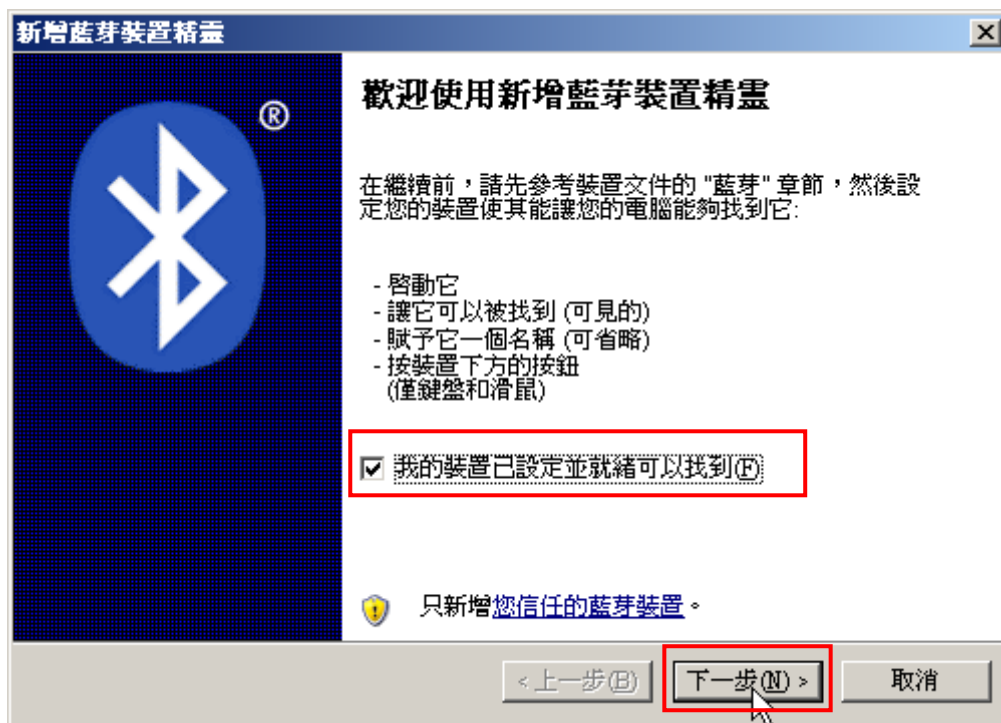 新增藍芽裝置精靈
®
歡迎使用新增藍芽裝置精靈
在繼續前，請先參考裝置文件的 "藍芽" 章節，然後設
定您的裝置使其能讓您的電腦能夠找到它:
- 啓動它
- 讓它可以被找到 (可見的)
- 賦予它一個名稱 (可省略)
- 按裝置下方的按鈕
(僅鍵盤和滑鼠)
我的裝置已設定並就緒可以找到(F)
只新增您信任的藍芽裝置。
< 上一步(B)
下一步(N) >
取消